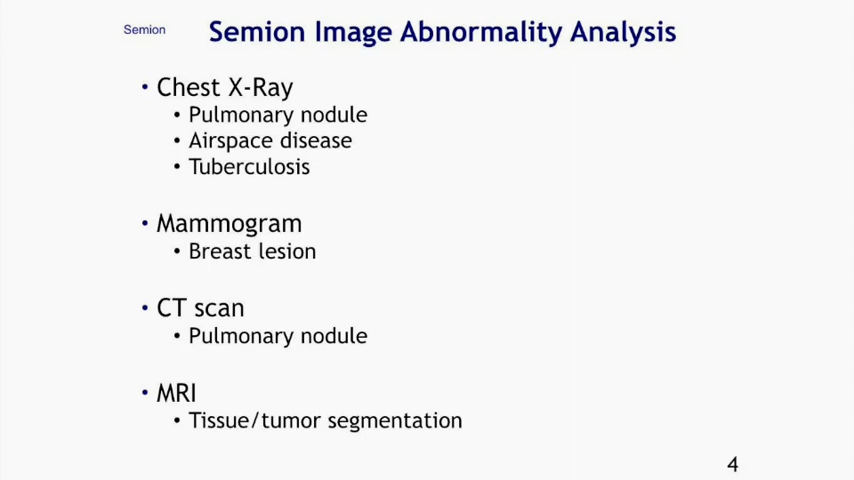 Semion
Semion Image Abnormality Analysis
• Chest X-Ray
• Pulmonary nodule
• Airspace disease
• Tuberculosis
• Mammogram
• Breast lesion
• CT scan
• Pulmonary nodule
• MRI
• Tissue/tumor segmentation
4